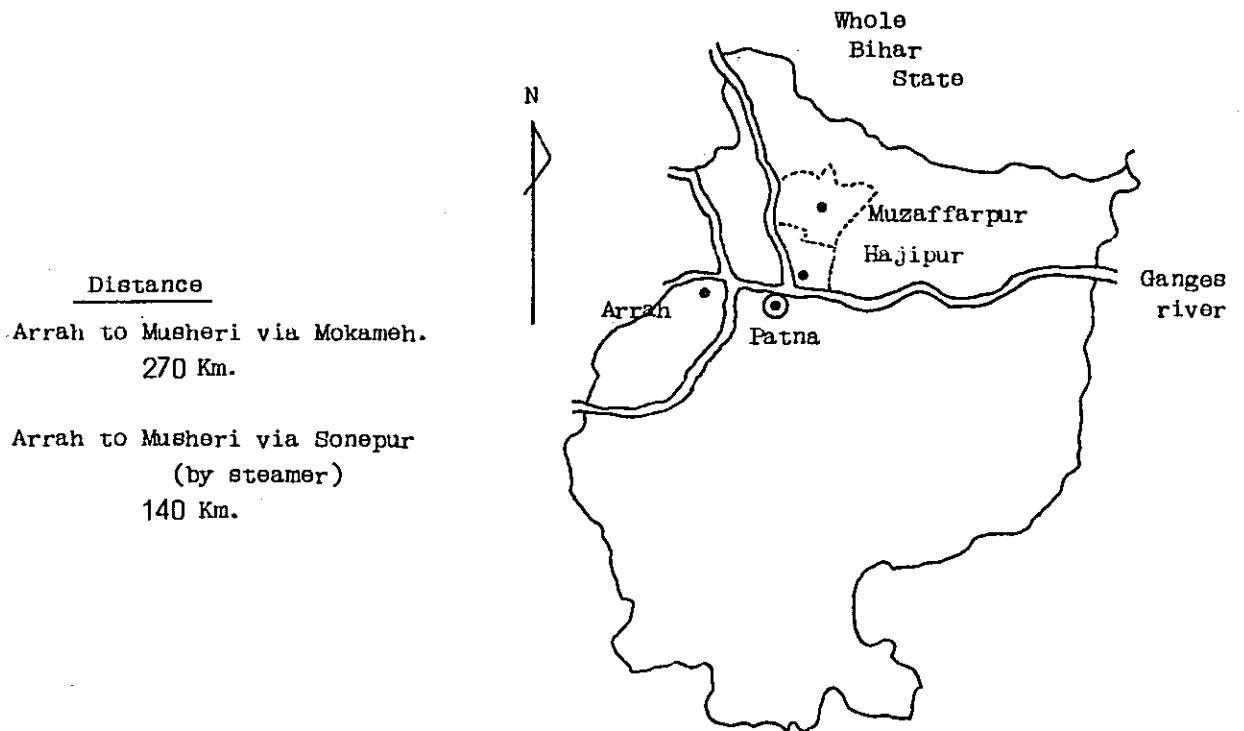 Whole
Bihar
State
N
Muzaffarpur
Hajipur
Ganges
river
Arrah
Patna
Distance
Arrah to Musheri via Mokameh.
270 Km.
Arrah to Musheri via Sonepur
(by steamer)
140 Km.